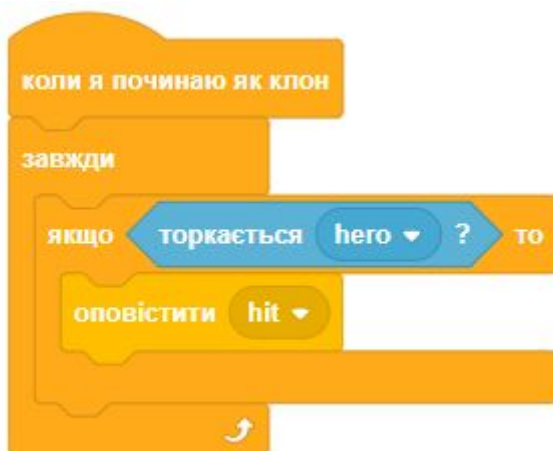 коли я починаю як клон
завжди
якщо торкається hero ? то
оповістити hit